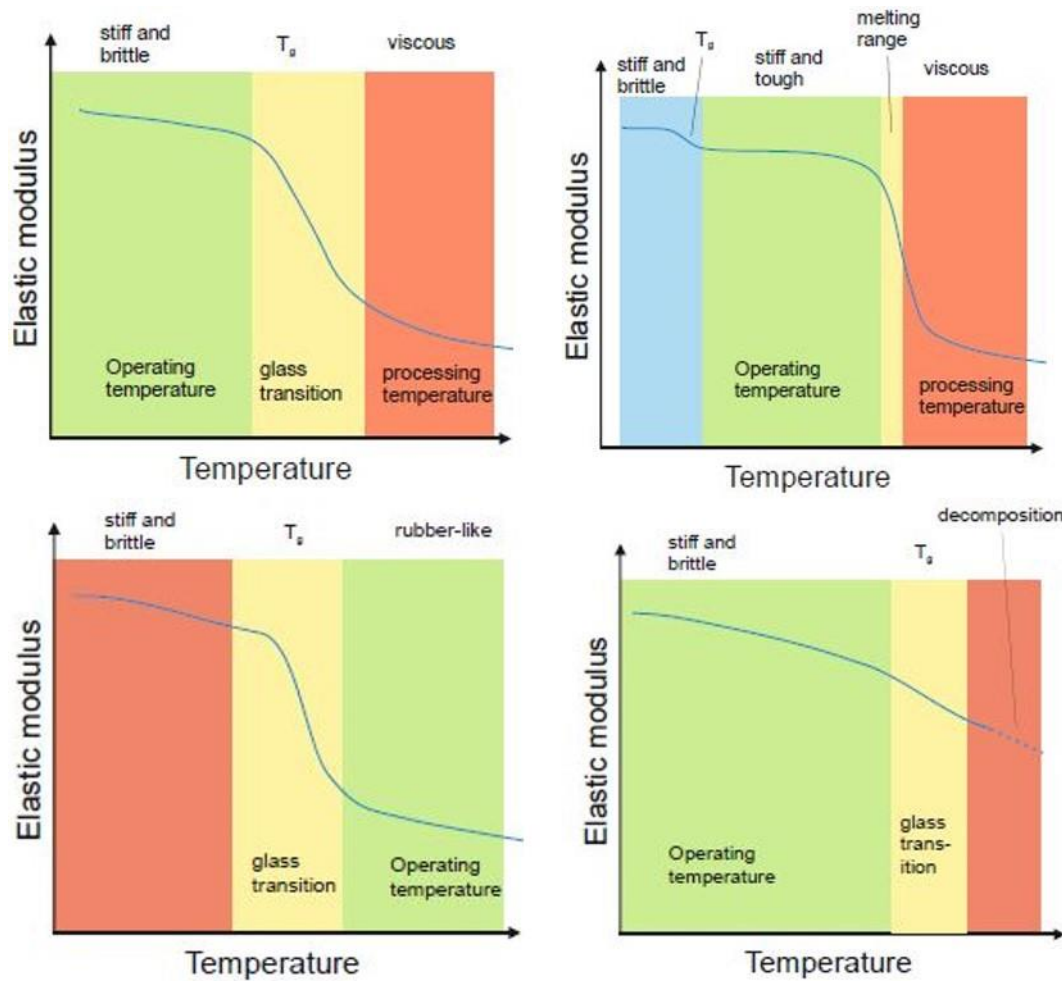 stiff and
brittle
Tg
viscous
Elastic modulus
Operating
temperature
glass
transition
processing
temperature
Temperature
stiff and
brittle
Tg
stiff and
tough
melting
range
viscous
Elastic modulus
Operating
temperature
processing
temperature
Temperature
stiff and
brittle
Tg
rubber-like
Elastic modulus
glass
transition
Operating
temperature
Temperature
stiff and
brittle
Tg
decomposition
Elastic modulus
Operating
temperature
glass
trans-
ition
Temperature